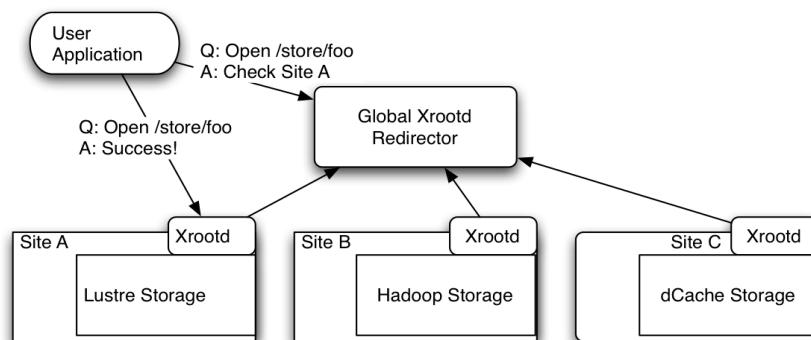 User
Application
Q: Open /store/foo
A: Check Site A
Global Xrootd
Redirector
Q: Open /store/foo
A: Success!
Site A
Xrootd
Lustre Storage
Site B
Xrootd
Hadoop Storage
Site C
Xrootd
dCache Storage